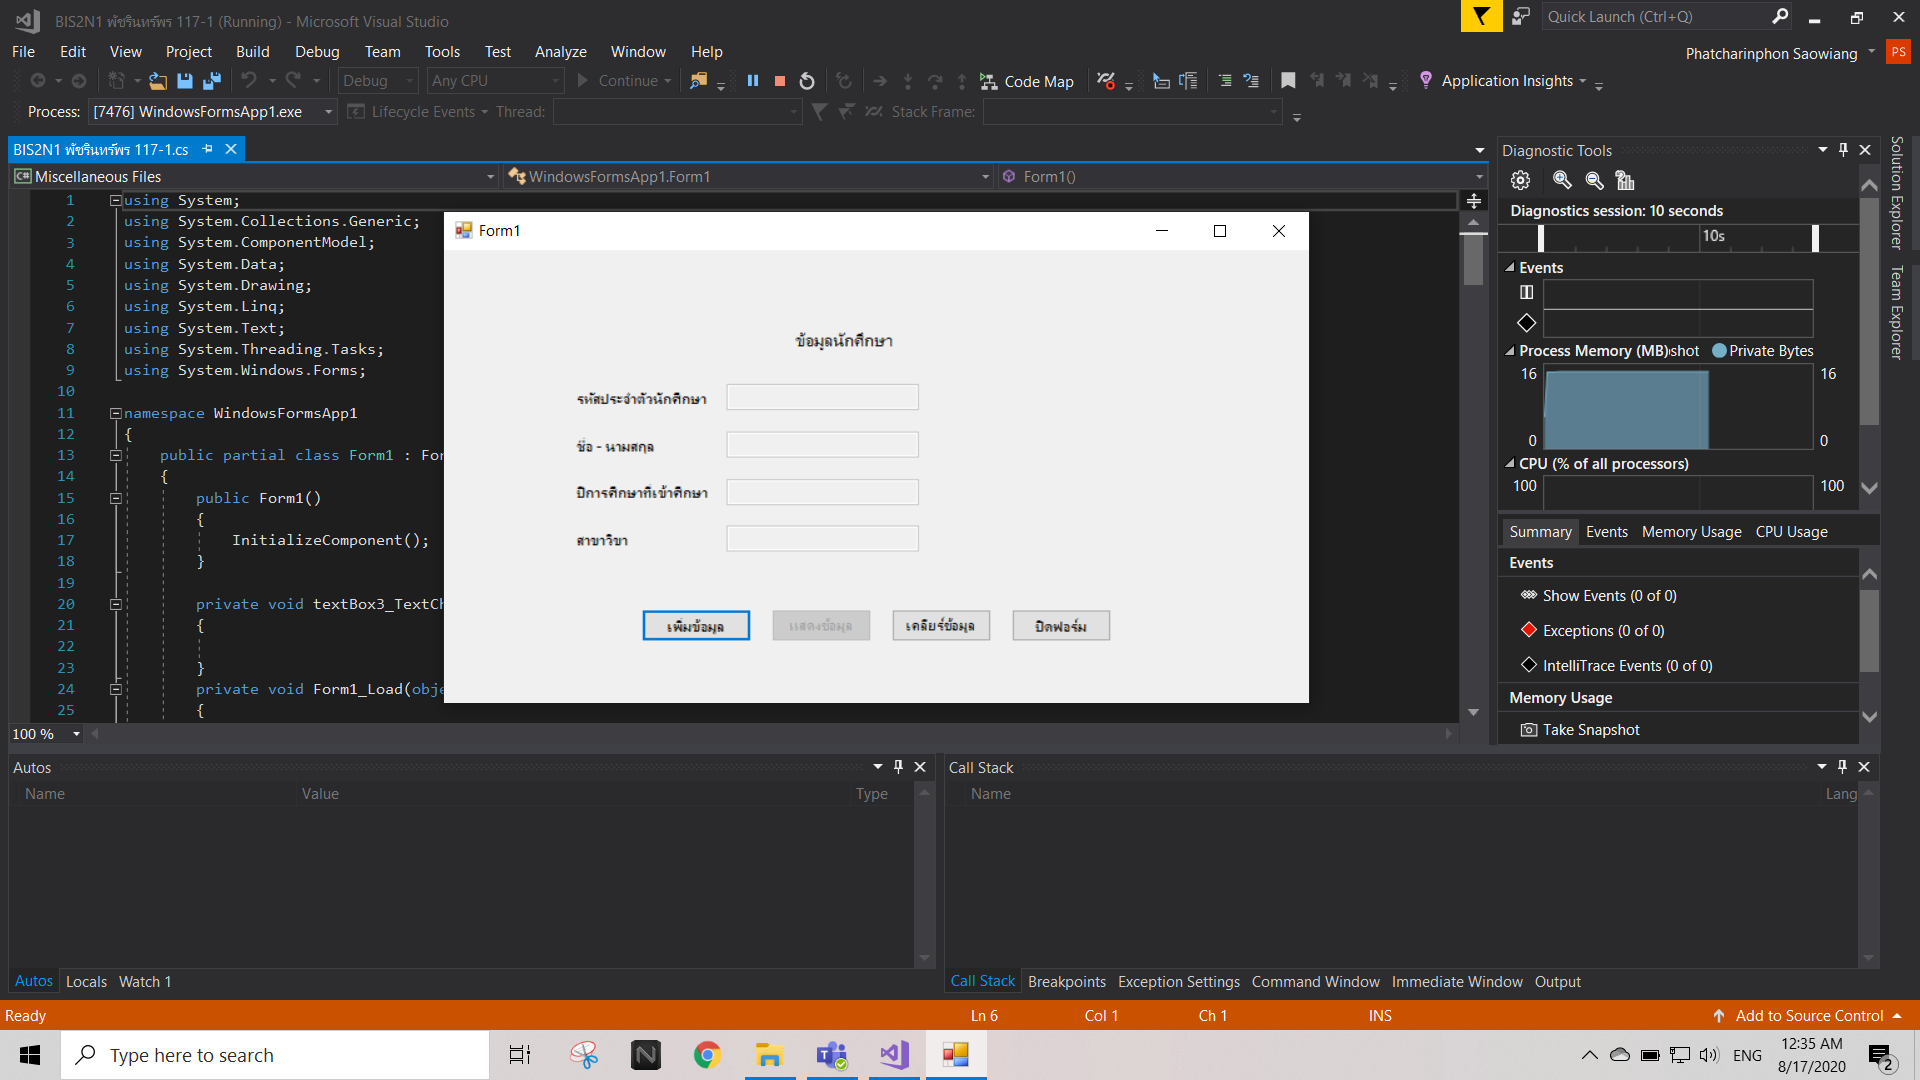 BIS2N1 พัชรินทร์พร 117-1 (Running) - Microsoft Visual Studio
Quick Launch (Ctrl+Q)
File Edit View Project Build Debug Team Tools Test Analyze Window Help
Phatcharinphon Saowiang PS
Debug Any CPU Continue Code Map Application Insights
Process: [7476] WindowsFormsApp1.exe Lifecycle Events Thread: Stack Frame:
BIS2N1 พัชรินทร์พร 117-1.cs
Miscellaneous Files WindowsFormsApp1.Form1 Form1()
1 using System;
2 using System.Collections.Generic;
3 using System.ComponentModel;
4 using System.Data;
5 using System.Drawing;
6 using System.Linq;
7 using System.Text;
8 using System.Threading.Tasks;
9 using System.Windows.Forms;
10
11 namespace WindowsFormsApp1
12 {
13 public partial class Form1 : For
14 {
15 public Form1()
16 {
17 InitializeComponent();
18 }
19
20 private void textBox3_TextCh
21 {
22
23 }
24 private void Form1_Load(obje
25 {
100 %
Form1
ข้อมูลนักศึกษา
รหัสประจำตัวนักศึกษา
ชื่อ - นามสกุล
ปีการศึกษาที่เข้าศึกษา
สาขาวิชา
เพิ่มข้อมูล แสดงข้อมูล เคลียร์ข้อมูล ปิดฟอร์ม
Diagnostic Tools
Diagnostics session: 10 seconds
10s
Events
Process Memory (MB) shot Private Bytes
16 16
0 0
CPU (% of all processors)
100 100
Summary Events Memory Usage CPU Usage
Events
Show Events (0 of 0)
Exceptions (0 of 0)
IntelliTrace Events (0 of 0)
Memory Usage
Take Snapshot
Solution Explorer
Team Explorer
Autos
Name Value Type
Autos Locals Watch 1
Call Stack
Name Lang
Call Stack Breakpoints Exception Settings Command Window Immediate Window Output
Ready Ln 6 Col 1 Ch 1 INS Add to Source Control
Type here to search
ENG
12:35 AM
8/17/2020
2